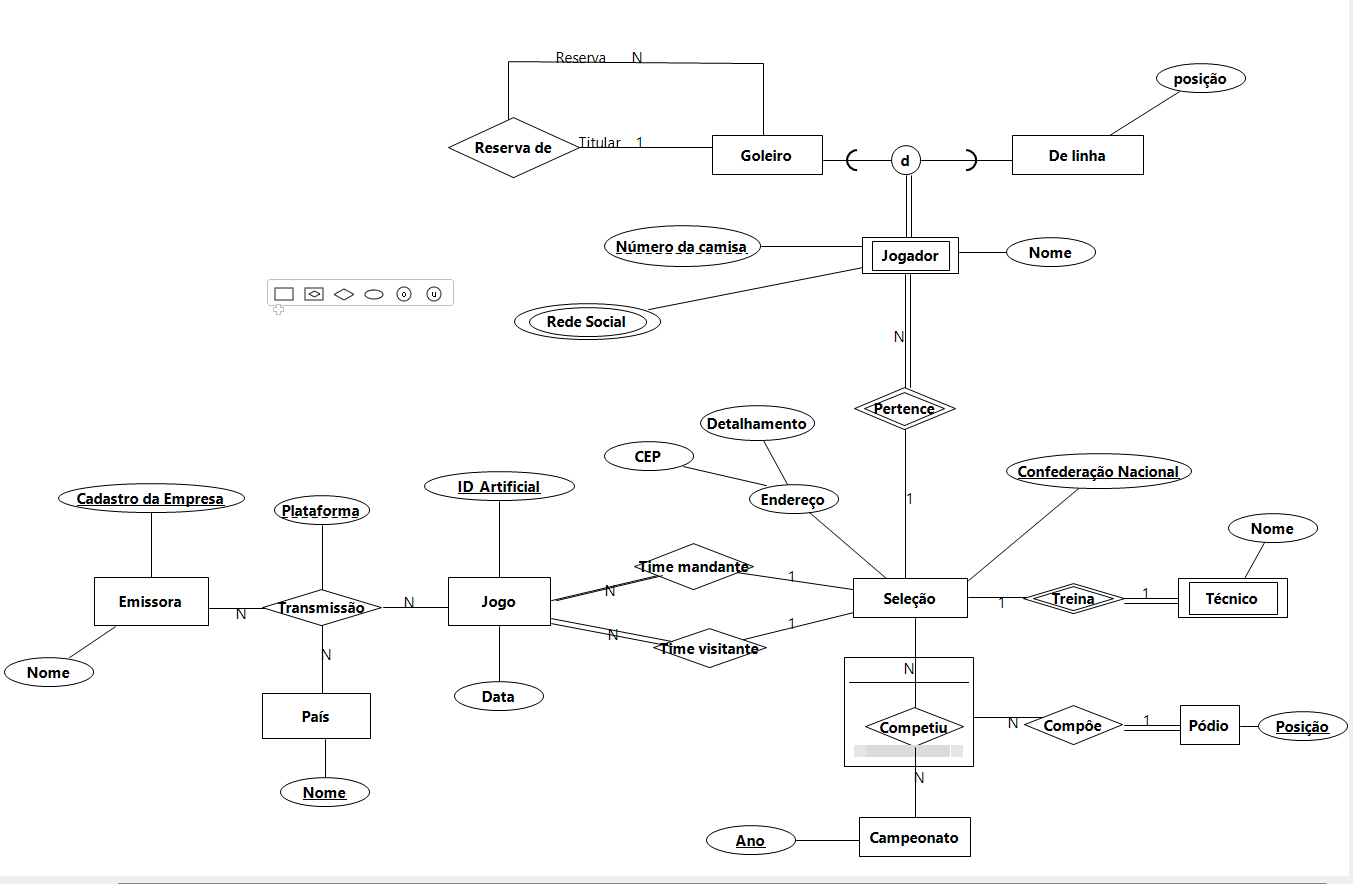 Reserva N
posição
Reserva de
Titular 1
Goleiro
d
De linha
Número da camisa
Jogador
Nome
o
u
Rede Social
N
Pertence
Detalhamento
CEP
Endereço
Confederação Nacional
ID Artificial
Cadastro da Empresa
Plataforma
1
Nome
Time mandante
1
N
Emissora
N
Transmissão
N
Jogo
Seleção
1
Treina
1
Técnico
N
1
Time visitante
N
Nome
Data
N
País
Competiu
N
Compõe
1
Pódio
Posição
N
Nome
Ano
Campeonato